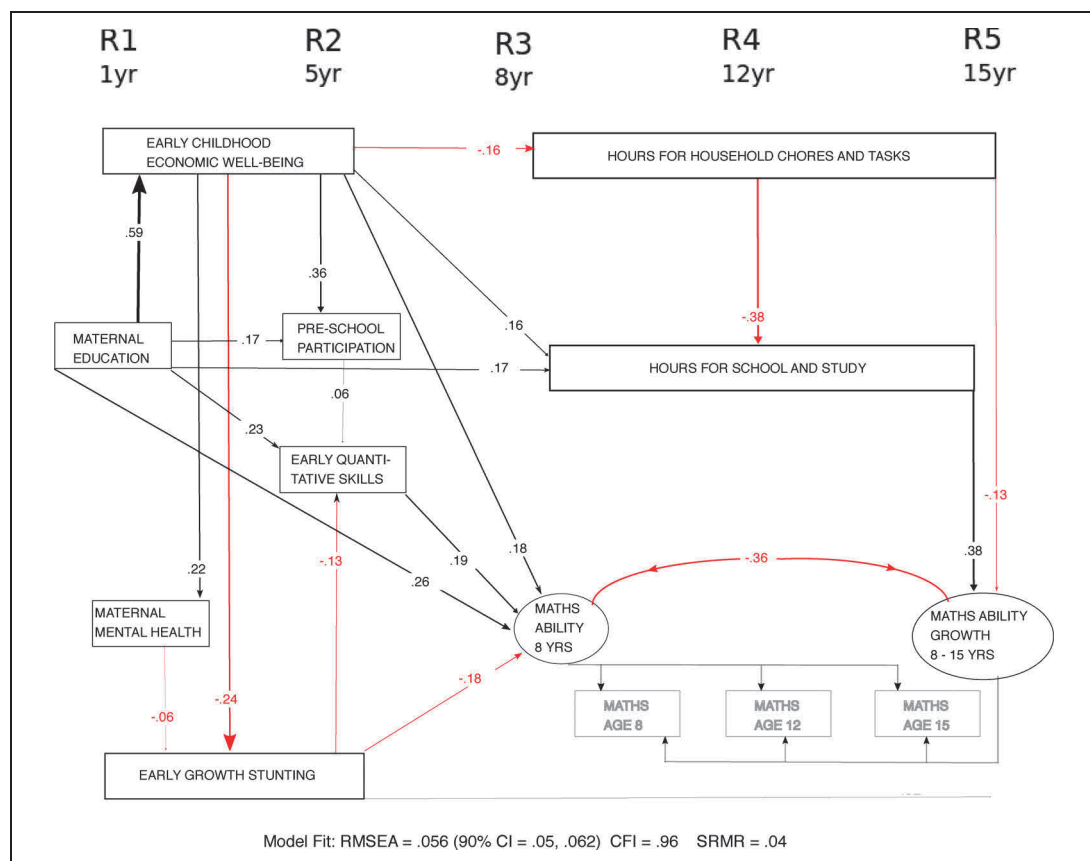 R1 R2 R3 R4 R5
1yr 5yr 8yr 12yr 15yr
EARLY CHILDHOOD
ECONOMIC WELL-BEING
-.16
HOURS FOR HOUSEHOLD CHORES AND TASKS
.59
.36
-.38
.16
MATERNAL
EDUCATION
.17
PRE-SCHOOL
PARTICIPATION
.17
HOURS FOR SCHOOL AND STUDY
.06
.23
EARLY QUANTI-
TATIVE SKILLS
-.13
.22
-.13
.19
.18
.26
-.36
.38
MATERNAL
MENTAL HEALTH
MATHS
ABILITY
8 YRS
MATHS ABILITY
GROWTH
8 - 15 YRS
-.18
-.24
-.06
MATHS
AGE 8
MATHS
AGE 12
MATHS
AGE 15
EARLY GROWTH STUNTING
Model Fit: RMSEA = .056 (90% CI = .05, .062) CFI = .96 SRMR = .04